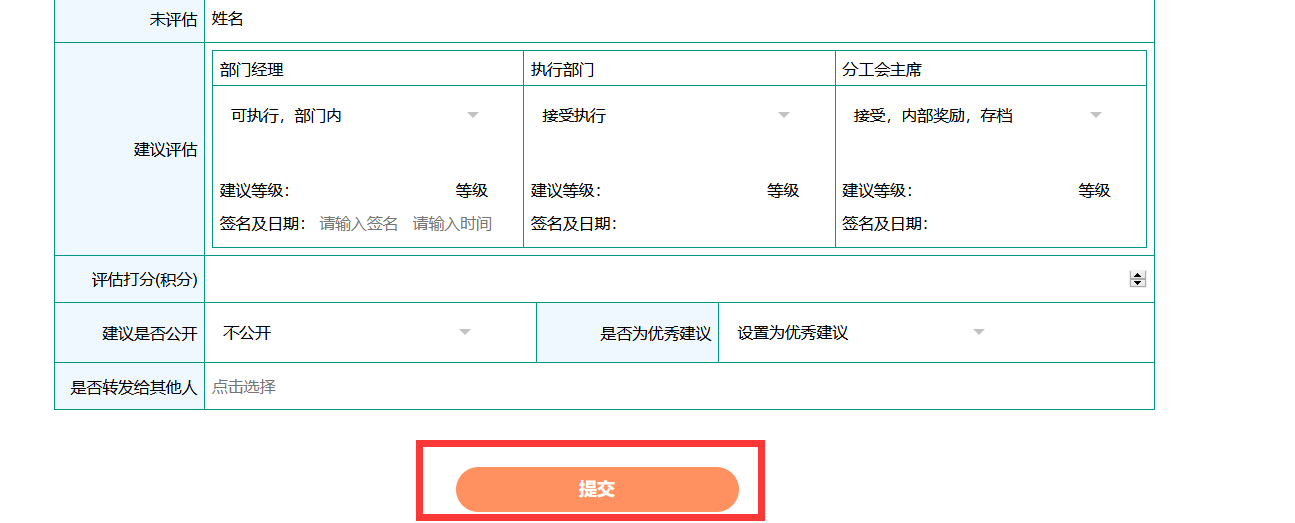 未评估 姓名
部门经理 执行部门 分工会主席
可执行，部门内 接受执行 接受，内部奖励，存档
建议评估
建议等级： 等级 建议等级： 等级 建议等级： 等级
签名及日期： 请输入签名 请输入时间 签名及日期： 签名及日期：
评估打分(积分)
建议是否公开 不公开 是否为优秀建议 设置为优秀建议
是否转发给其他人 点击选择
提交